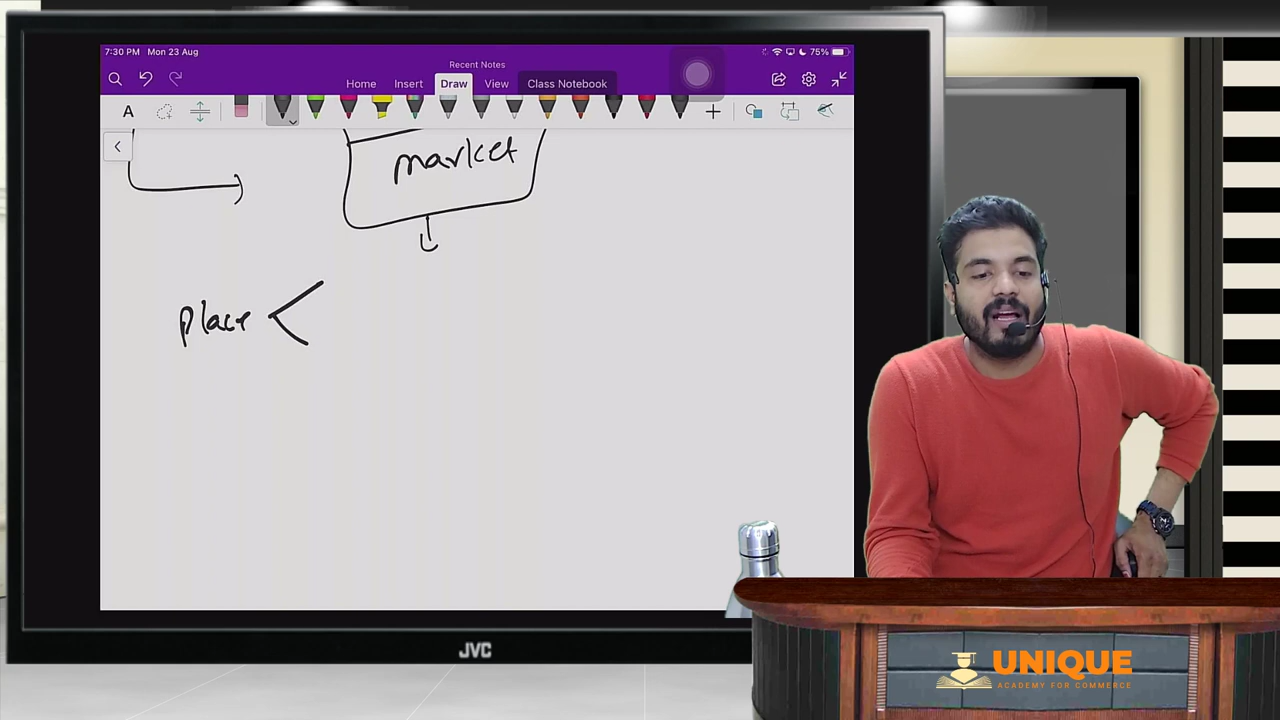 7:30 PM Mon 23 Aug
75%
Recent Notes
Home Insert Draw View Class Notebook
A
market
place
JVC
UNIQUE
ACADEMY FOR COMMERCE